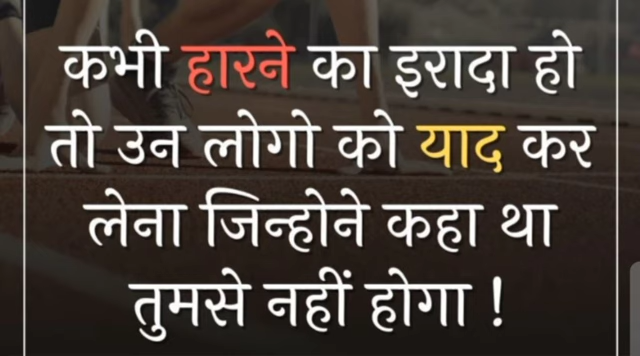 कभी हारने का इरादा हो
तो उन लोगो को याद कर
लेना जिन्होने कहा था
तुमसे नहीं होगा !